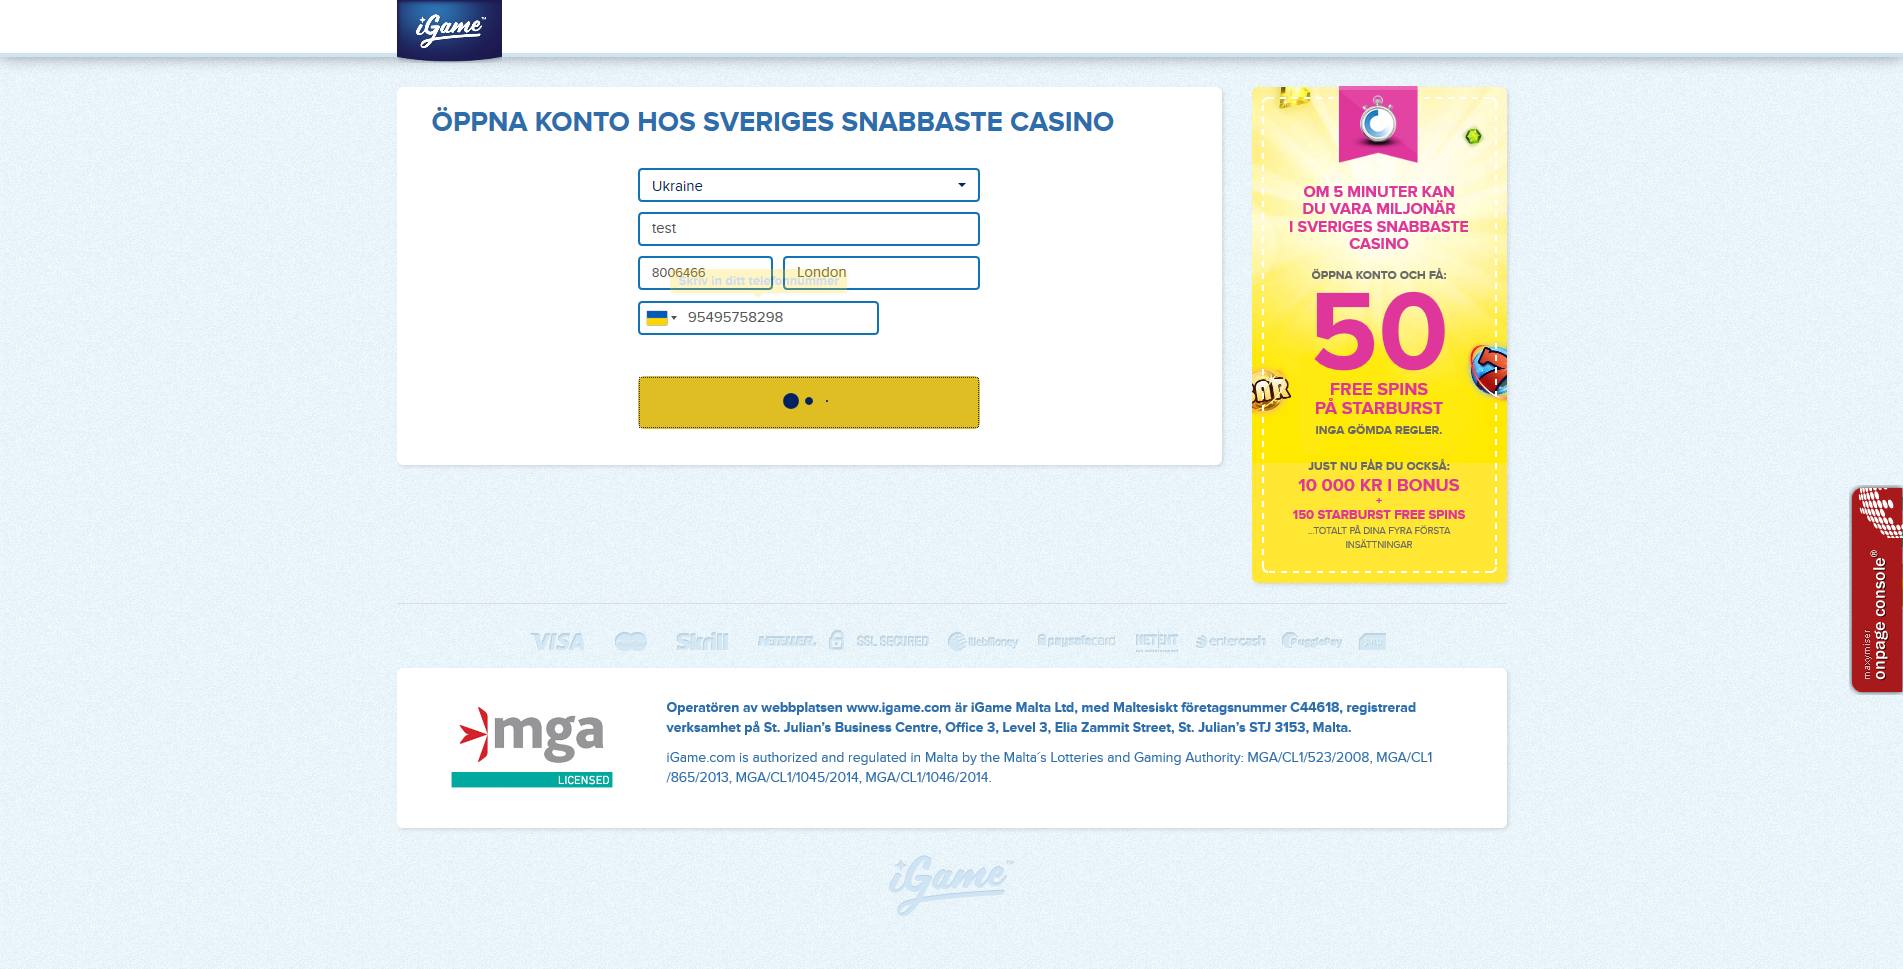 iGame™
ÖPPNA KONTO HOS SVERIGES SNABBASTE CASINO
Ukraine
test
8006466
London
Skriv in ditt telefonnummer
95495758298
OM 5 MINUTER KAN
DU VARA MILJONÄR
I SVERIGES SNABBASTE
CASINO
ÖPPNA KONTO OCH FÅ:
50
FREE SPINS
PÅ STARBURST
INGA GÖMDA REGLER.
JUST NU FÅR DU OCKSÅ:
10 000 KR I BONUS
+
150 STARBURST FREE SPINS
...TOTALT PÅ DINA FYRA FÖRSTA
INSÄTTNINGAR
BAR
7
maxymiser
onpage console®
VISA Skrill NETELLER SSL SECURED WebMoney paysafecard NETENT entercash PugglePay
mga
LICENSED
Operatören av webbplatsen www.igame.com är iGame Malta Ltd, med Maltesiskt företagsnummer C44618, registrerad
verksamhet på St. Julian's Business Centre, Office 3, Level 3, Elia Zammit Street, St. Julian's STJ 3153, Malta.
iGame.com is authorized and regulated in Malta by the Malta´s Lotteries and Gaming Authority: MGA/CL1/523/2008, MGA/CL1
/865/2013, MGA/CL1/1045/2014, MGA/CL1/1046/2014.
iGame™